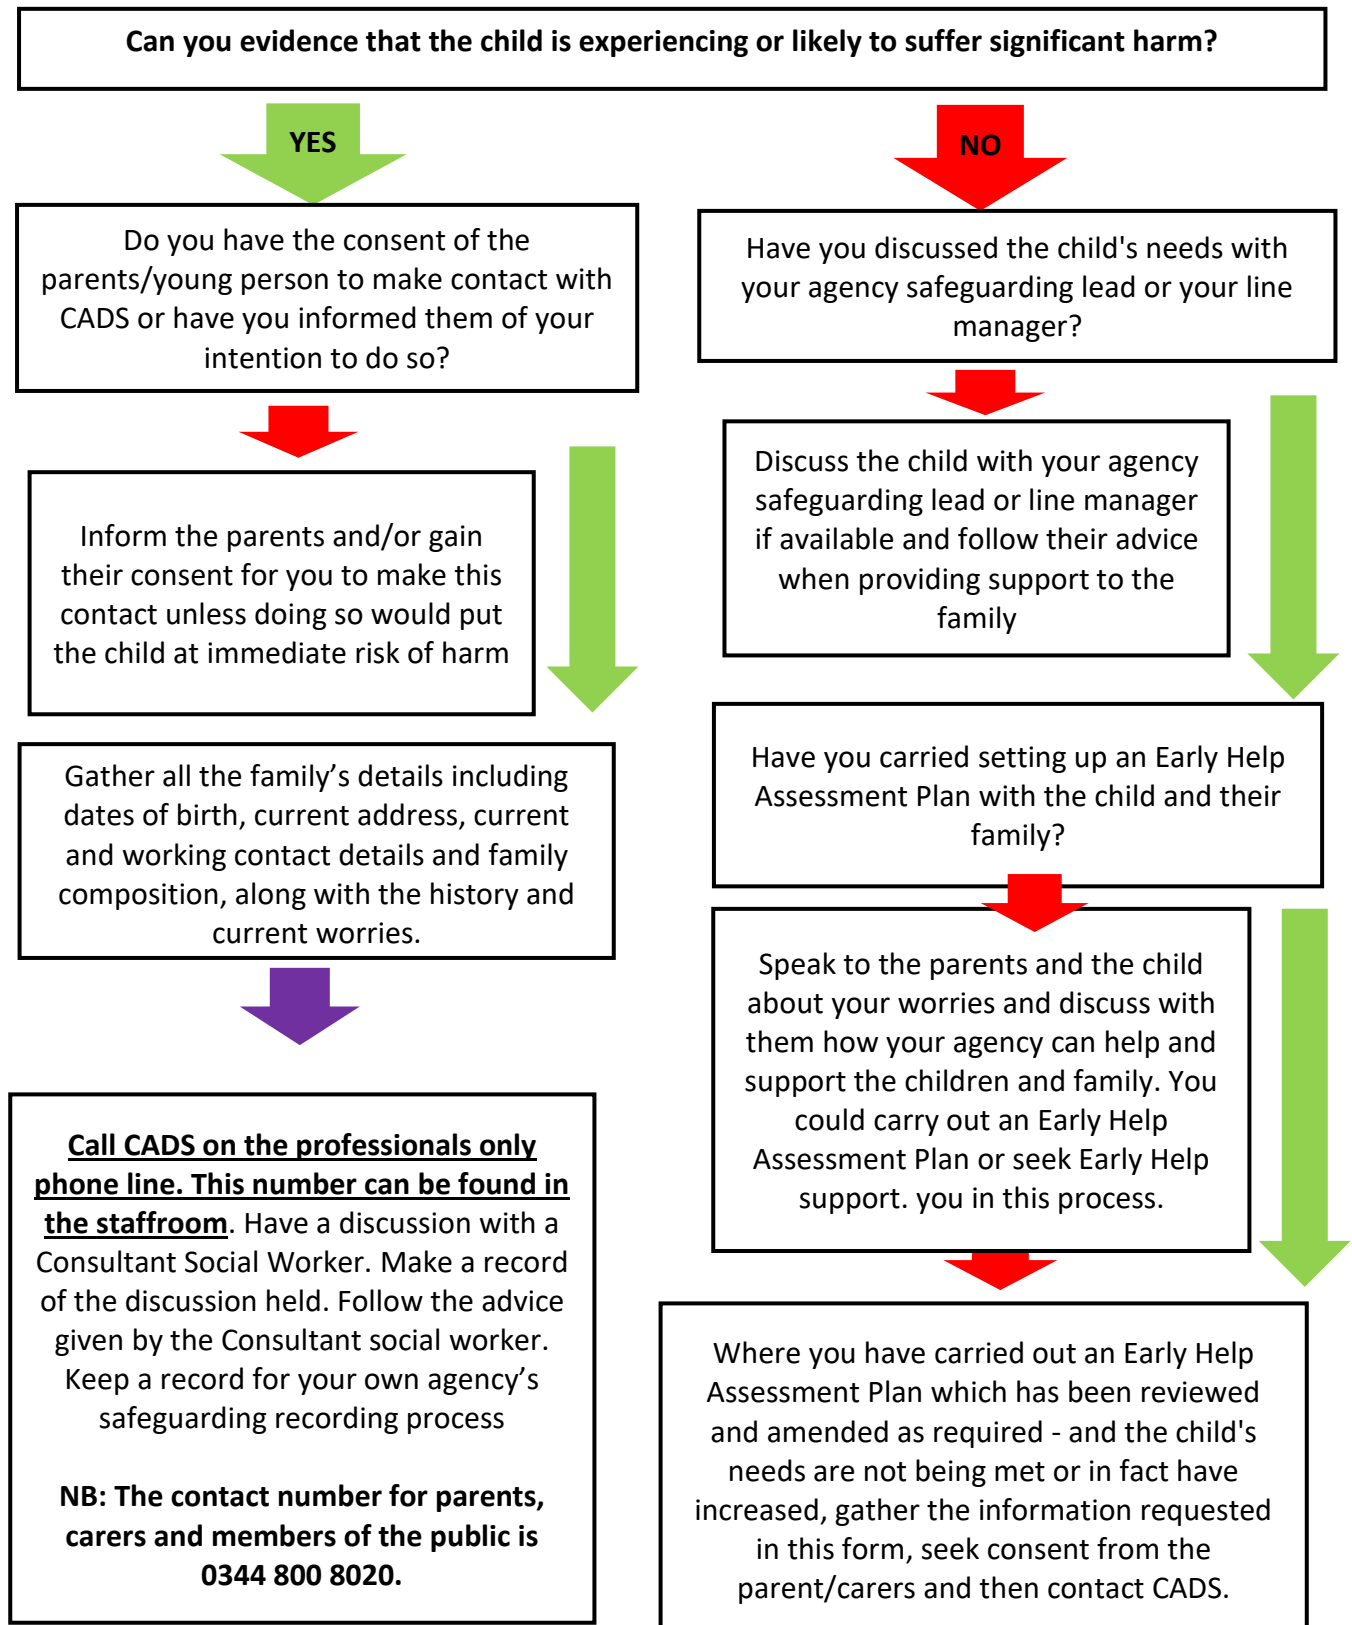 Can you evidence that the child is experiencing or likely to suffer significant harm?
YES
NO
Do you have the consent of the
parents/young person to make contact with
CADS or have you informed them of your
intention to do so?
Inform the parents and/or gain
their consent for you to make this
contact unless doing so would put
the child at immediate risk of harm
Gather all the family’s details including
dates of birth, current address, current
and working contact details and family
composition, along with the history and
current worries.
Call CADS on the professionals only
phone line. This number can be found in
the staffroom. Have a discussion with a
Consultant Social Worker. Make a record
of the discussion held. Follow the advice
given by the Consultant social worker.
Keep a record for your own agency’s
safeguarding recording process
NB: The contact number for parents,
carers and members of the public is
0344 800 8020.
Have you discussed the child's needs with
your agency safeguarding lead or your line
manager?
Discuss the child with your agency
safeguarding lead or line manager
if available and follow their advice
when providing support to the
family
Have you carried setting up an Early Help
Assessment Plan with the child and their
family?
Speak to the parents and the child
about your worries and discuss with
them how your agency can help and
support the children and family. You
could carry out an Early Help
Assessment Plan or seek Early Help
support. you in this process.
Where you have carried out an Early Help
Assessment Plan which has been reviewed
and amended as required - and the child's
needs are not being met or in fact have
increased, gather the information requested
in this form, seek consent from the
parent/carers and then contact CADS.